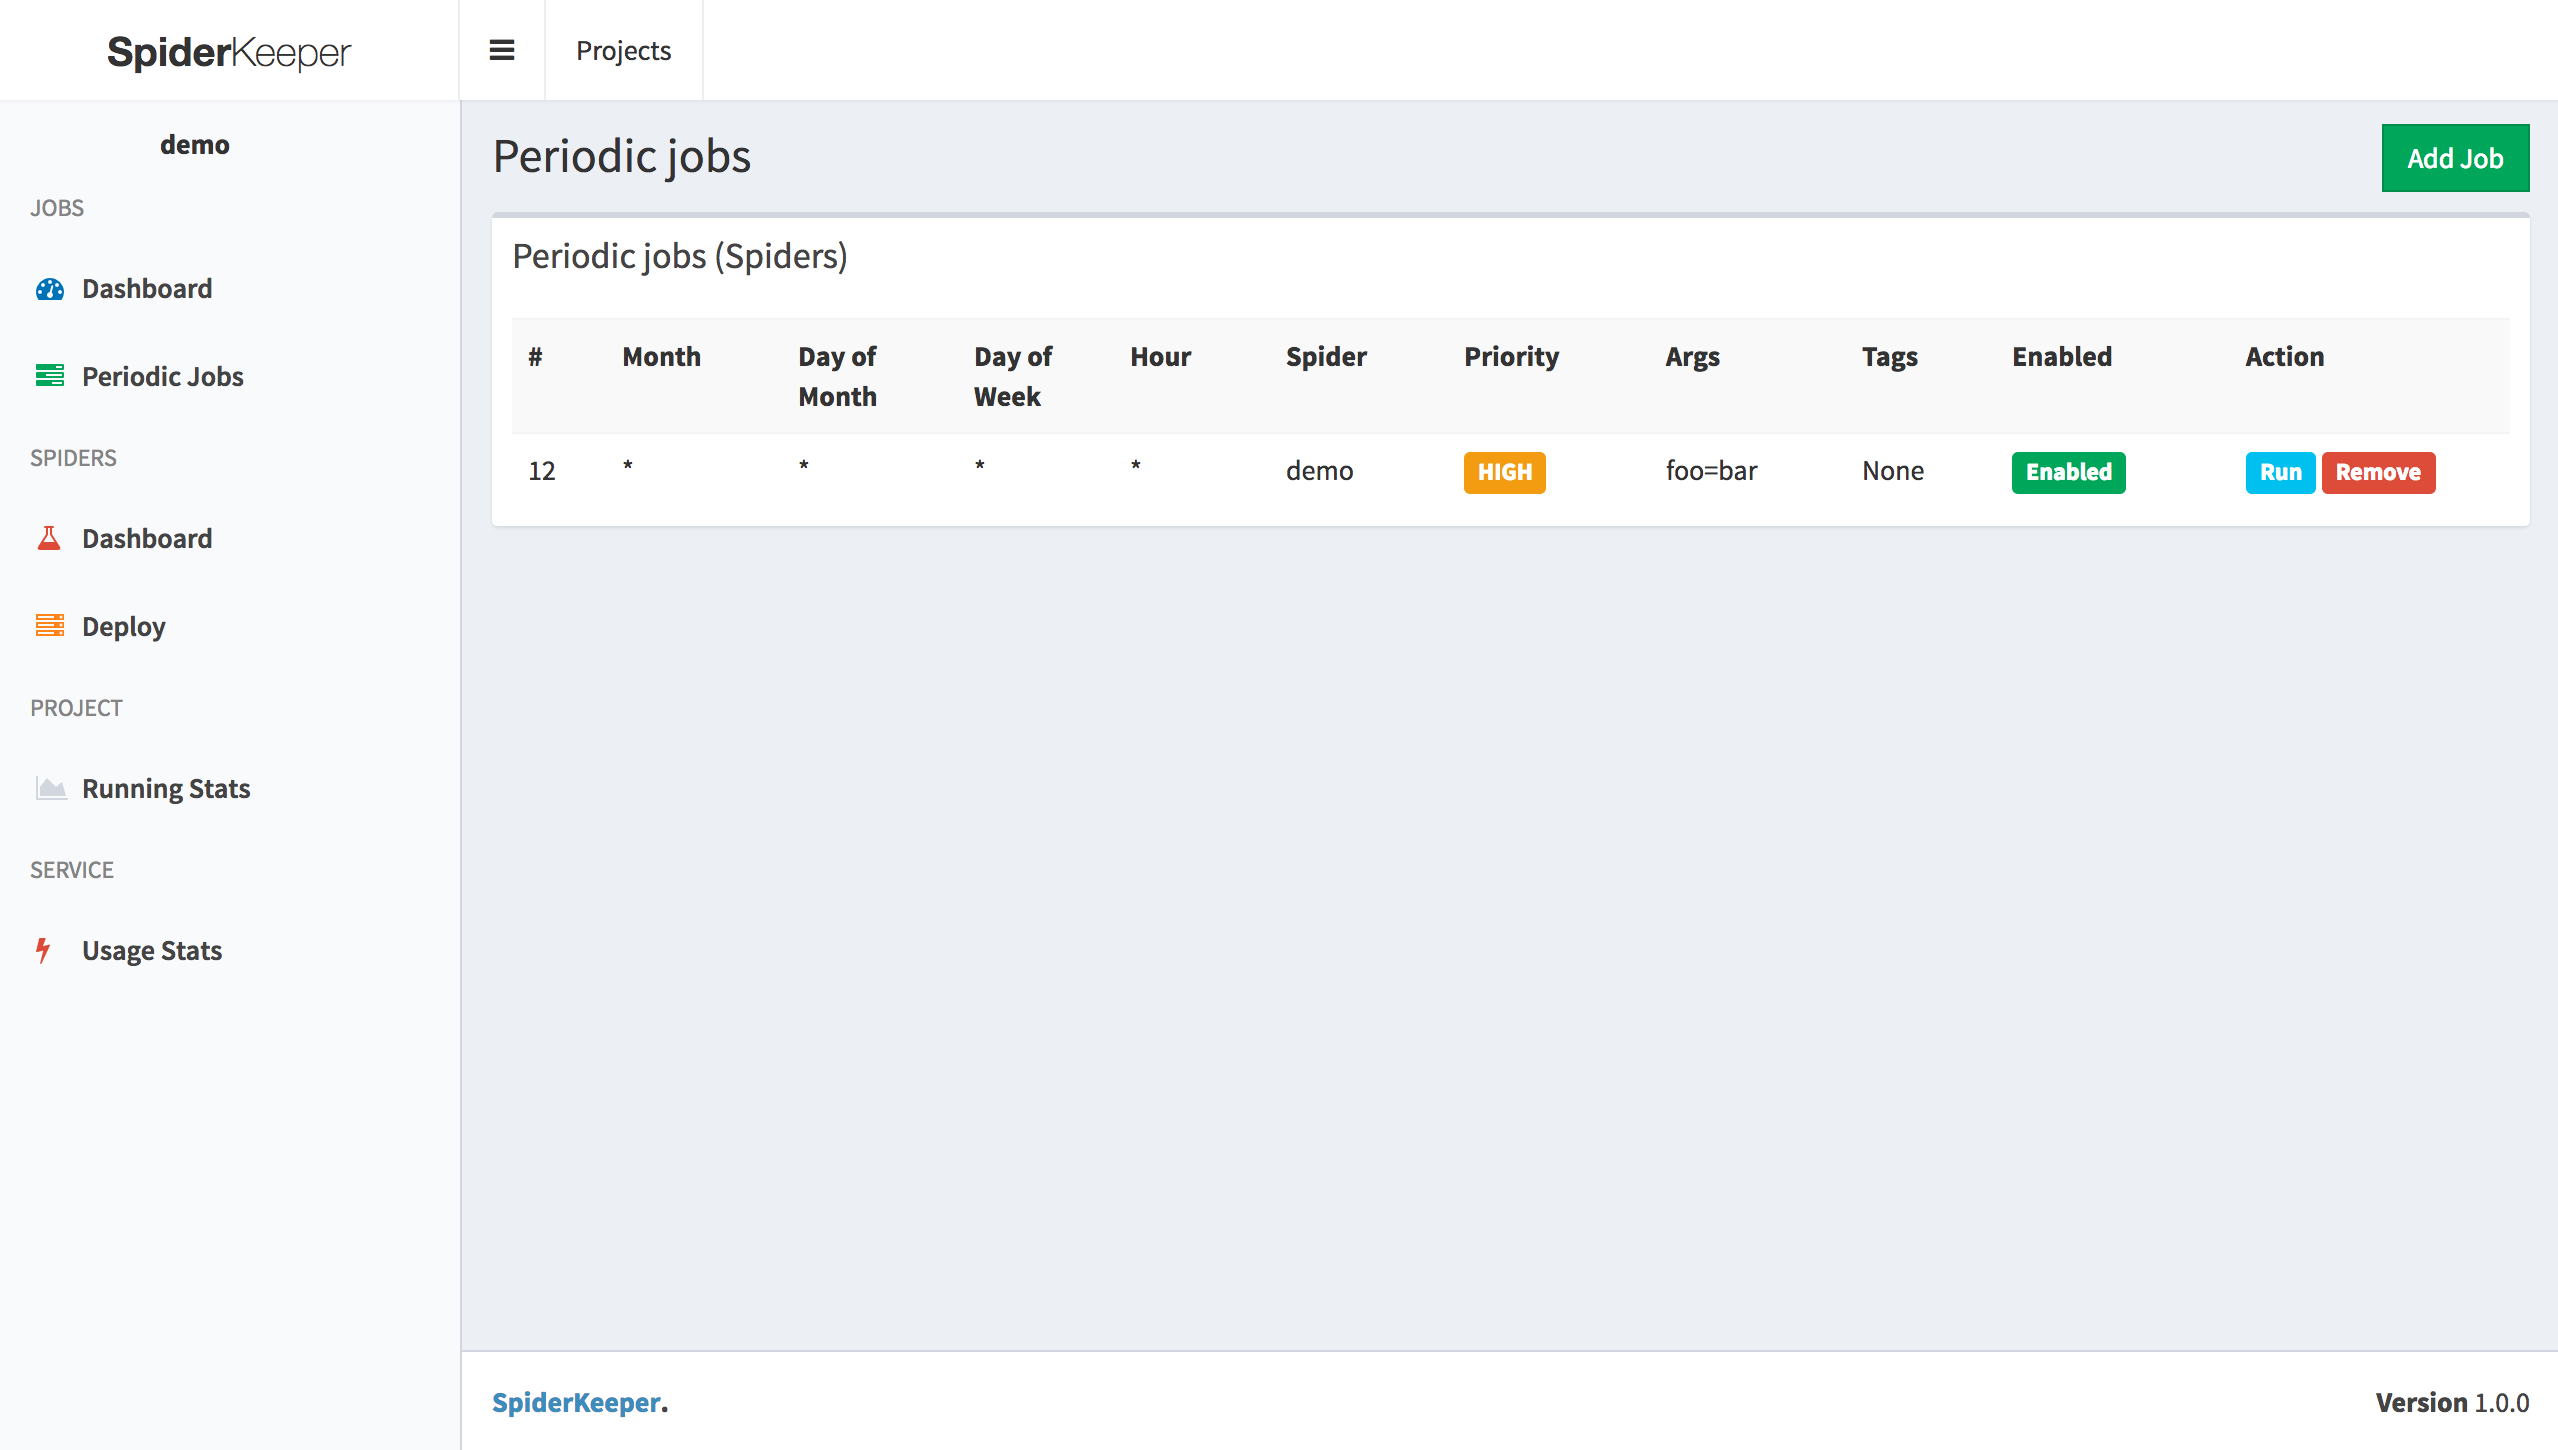 SpiderKeeper
Projects
demo
JOBS
Dashboard
Periodic Jobs
SPIDERS
Dashboard
Deploy
PROJECT
Running Stats
SERVICE
Usage Stats
Periodic jobs
Add Job
Periodic jobs (Spiders)
# Month Day of Month Day of Week Hour Spider Priority Args Tags Enabled Action
12 * * * * demo HIGH foo=bar None Enabled Run Remove
SpiderKeeper.
Version 1.0.0